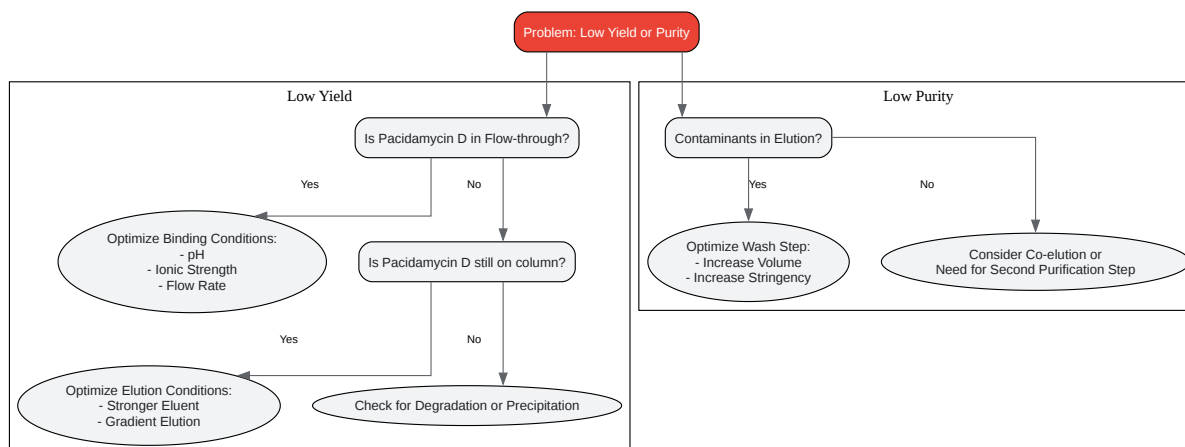 Problem: Low Yield or Purity
Low Yield
Is Pacidamycin D in Flow-through?
Yes
No
Optimize Binding Conditions:
- pH
- Ionic Strength
- Flow Rate
Is Pacidamycin D still on column?
Yes
No
Optimize Elution Conditions:
- Stronger Eluent
- Gradient Elution
Check for Degradation or Precipitation
Low Purity
Contaminants in Elution?
Yes
No
Optimize Wash Step:
- Increase Volume
- Increase Stringency
Consider Co-elution or
Need for Second Purification Step